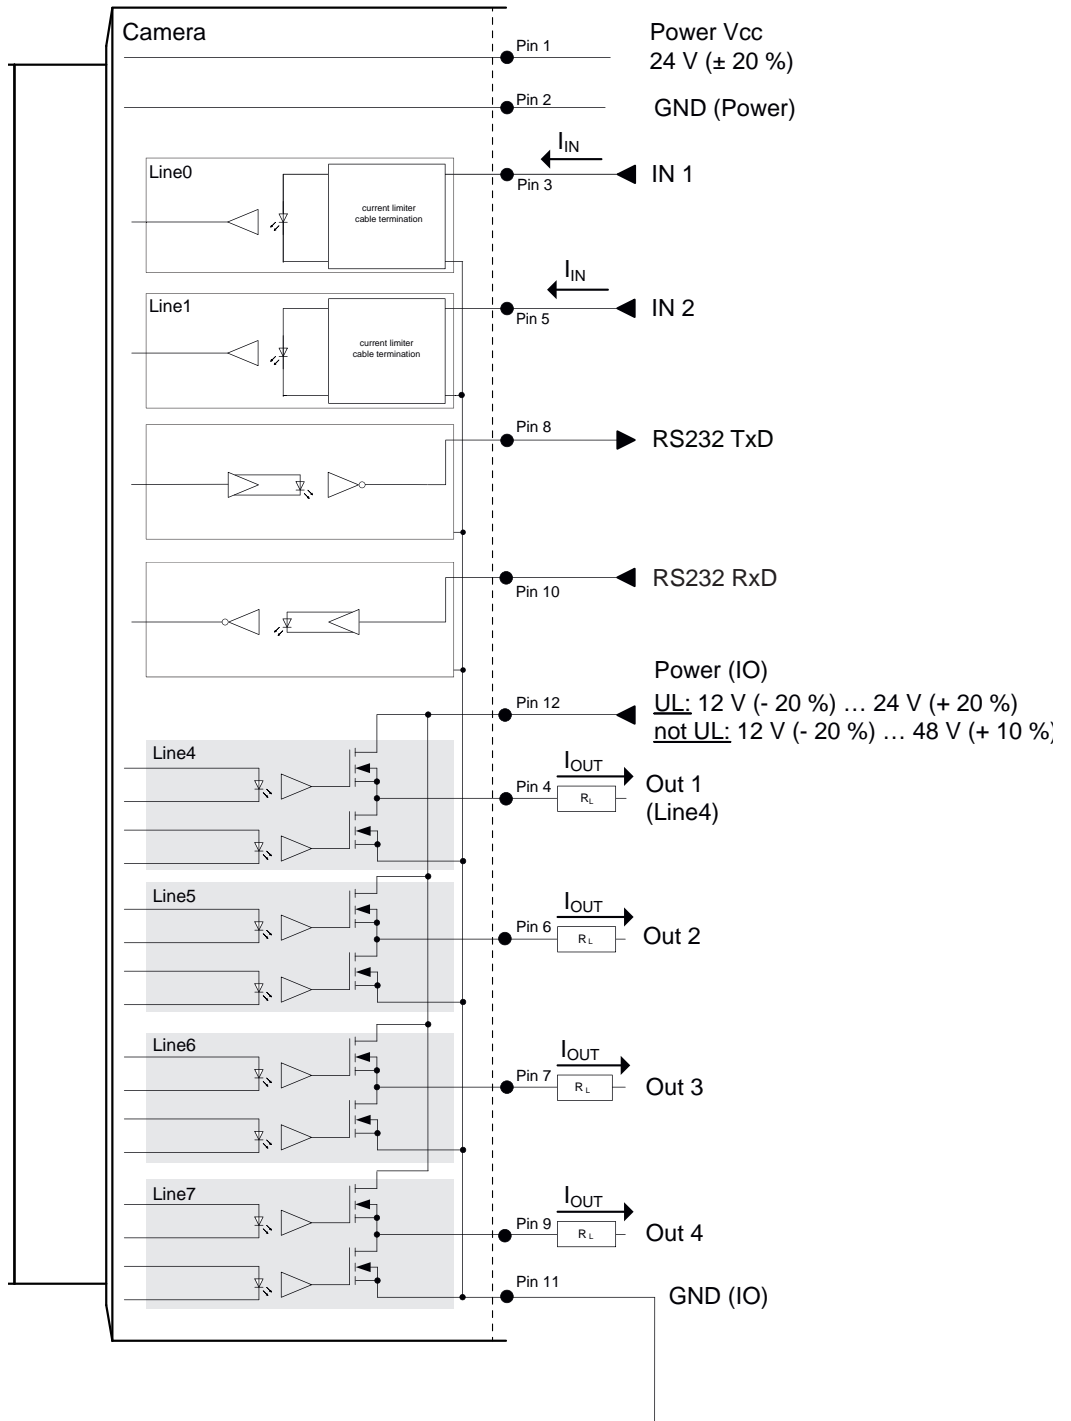 Camera
Pin 1
Power Vcc
24 V (± 20 %)
Pin 2
GND (Power)
Line0
current limiter
cable termination
I_IN
Pin 3
IN 1
Line1
current limiter
cable termination
I_IN
Pin 5
IN 2
Pin 8
RS232 TxD
Pin 10
RS232 RxD
Power (IO)
Pin 12
UL: 12 V (- 20 %) … 24 V (+ 20 %)
not UL: 12 V (- 20 %) … 48 V (+ 10 %)
Line4
Pin 4
I_OUT
R_L
Out 1
(Line4)
Line5
Pin 6
I_OUT
R_L
Out 2
Line6
Pin 7
I_OUT
R_L
Out 3
Line7
Pin 9
I_OUT
R_L
Out 4
Pin 11
GND (IO)